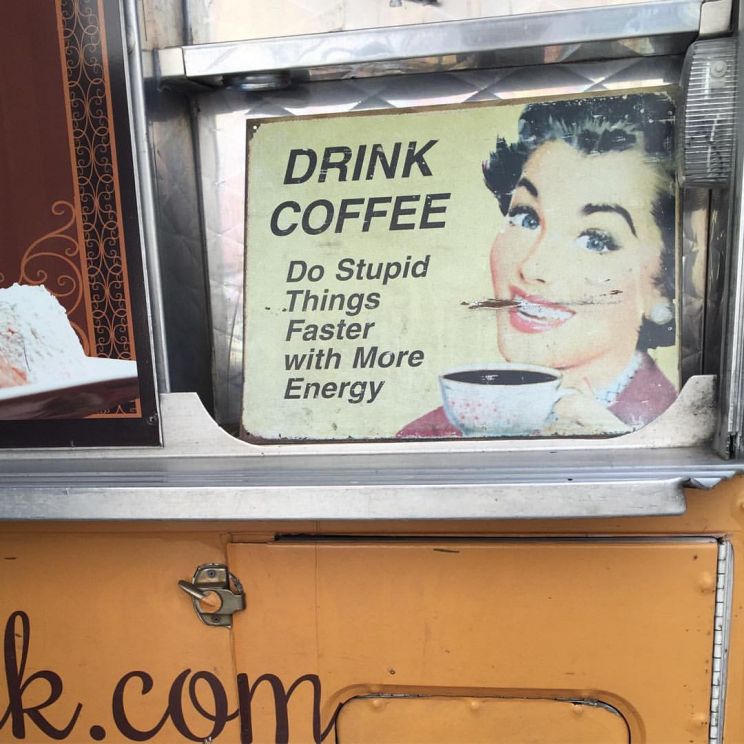 DRINK
COFFEE
Do Stupid
Things
Faster
with More
Energy
k.com